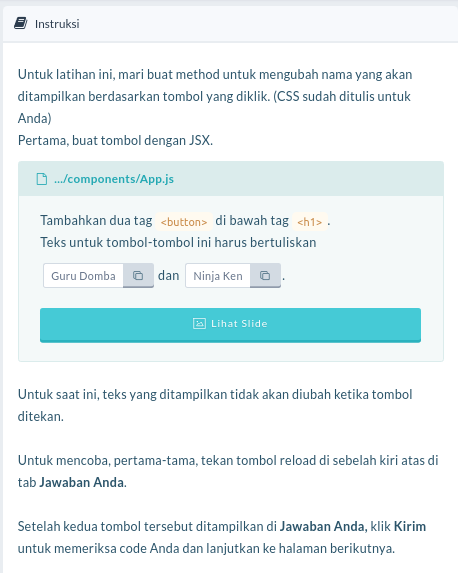 Instruksi
Untuk latihan ini, mari buat method untuk mengubah nama yang akan
ditampilkan berdasarkan tombol yang diklik. (CSS sudah ditulis untuk
Anda)
Pertama, buat tombol dengan JSX.
.../components/App.js
Tambahkan dua tag <button> di bawah tag <h1> .
Teks untuk tombol-tombol ini harus bertuliskan
Guru Domba dan Ninja Ken .
Lihat Slide
Untuk saat ini, teks yang ditampilkan tidak akan diubah ketika tombol
ditekan.
Untuk mencoba, pertama-tama, tekan tombol reload di sebelah kiri atas di
tab Jawaban Anda.
Setelah kedua tombol tersebut ditampilkan di Jawaban Anda, klik Kirim
untuk memeriksa code Anda dan lanjutkan ke halaman berikutnya.